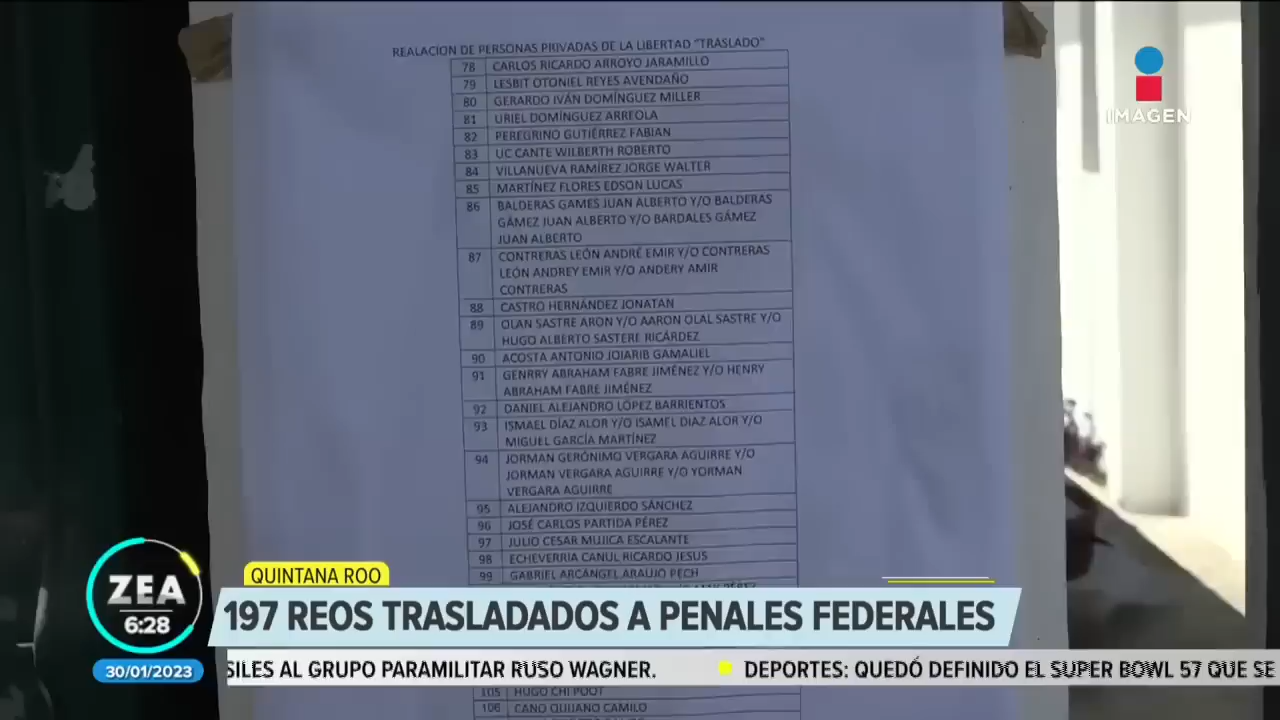 REALACION DE PERSONAS PRIVADAS DE LA LIBERTAD "TRASLADO"
78 CARLOS RICARDO ARROYO JARAMILLO
79 LESBIT OTONIEL REYES AVENDAÑO
80 GERARDO IVÁN DOMÍNGUEZ MILLER
81 URIEL DOMÍNGUEZ ARREOLA
82 PEREGRINO GUTIÉRREZ FABIAN
83 UC CANTE WILBERTH ROBERTO
84 VILLANUEVA RAMÍREZ JORGE WALTER
85 MARTÍNEZ FLORES EDSON LUCAS
86 BALDERAS GAMES JUAN ALBERTO Y/O BALDERAS
GÁMEZ JUAN ALBERTO Y/O BARDALES GÁMEZ
JUAN ALBERTO
87 CONTRERAS LEÓN ANDRÉ EMIR Y/O CONTRERAS
LEÓN ANDREY EMIR Y/O ANDERY AMIR
CONTRERAS
88 CASTRO HERNÁNDEZ JONATAN
89 OLAN SASTRE ARON Y/O AARON OLAL SASTRE Y/O
HUGO ALBERTO SASTERE RICÁRDEZ
90 ACOSTA ANTONIO JOIARIB GAMALIEL
91 GENRRY ABRAHAM FABRE JIMÉNEZ Y/O HENRY
ABRAHAM FABRE JIMÉNEZ
92 DANIEL ALEJANDRO LÓPEZ BARRIENTOS
93 ISMAEL DÍAZ ALOR Y/O ISAMEL DIAZ ALOR Y/O
MIGUEL GARCÍA MARTÍNEZ
94 JORMAN GERÓNIMO VERGARA AGUIRRE Y/O
JORMAN VERGARA AGUIRRE Y/O YORMAN
VERGARA AGUIRRE
95 ALEJANDRO IZQUIERDO SÁNCHEZ
96 JOSÉ CARLOS PARTIDA PÉREZ
97 JULIO CESAR MUJICA ESCALANTE
98 ECHEVERRIA CANUL RICARDO JESUS
99 GABRIEL ARCÁNGEL ARAUJO PECH
105 HUGO CHI POOT
106 CANO QUIJANO CAMILO
IMAGEN
ZEA
6:28
30/01/2023
QUINTANA ROO
197 REOS TRASLADADOS A PENALES FEDERALES
SILES AL GRUPO PARAMILITAR RUSO WAGNER. DEPORTES: QUEDÓ DEFINIDO EL SUPER BOWL 57 QUE SE